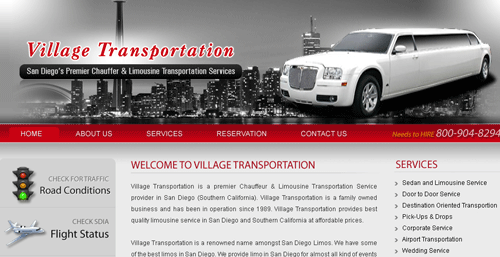 Village Transportation
San Diego's Premier Chauffer & Limousine Transportation Services
HOME ABOUT US SERVICES RESERVATION CONTACT US Needs to HIRE 800-904-8294
CHECK FOR TRAFFIC
Road Conditions
CHECK SDIA
Flight Status
WELCOME TO VILLAGE TRANSPORTATION
Village Transportation is a premier Chauffeur & Limousine Transportation Service
provider in San Diego (Southern California). Village Transportation is a family owned
business and has been in operation since 1989. Village Transportation provides best
quality limousine service in San Diego and Southern California at affordable prices.
Village Transportation is a renowned name amongst San Diego Limos. We have some
of the best limos in San Diego. We provide limo in San Diego for almost all kind of events
SERVICES
Sedan and Limousine Service
Door to Door Service
Destination Oriented Transportion
Pick-Ups & Drops
Corporate Service
Airport Transportation
Wedding Service